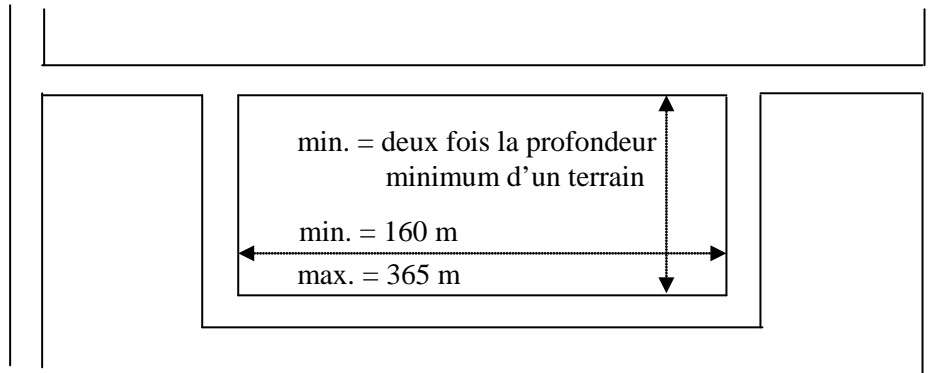 min. = deux fois la profondeur
minimum d’un terrain
min. = 160 m
max. = 365 m